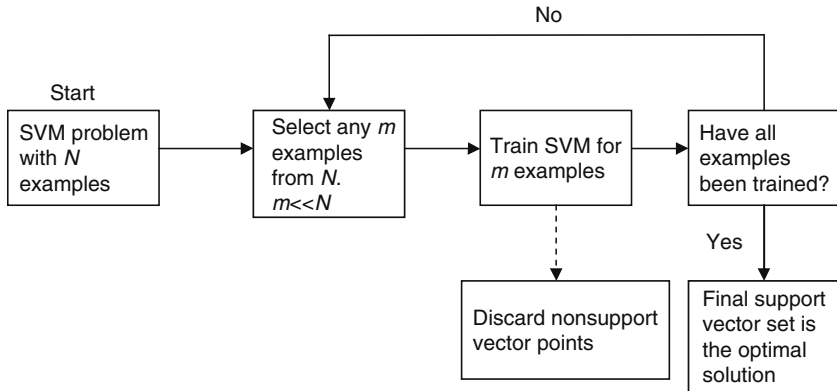 No
Start
SVM problem
with N
examples
Select any m
examples
from N.
m<<N
Train SVM for
m examples
Have all
examples
been trained?
Yes
Discard nonsupport
vector points
Final support
vector set is
the optimal
solution